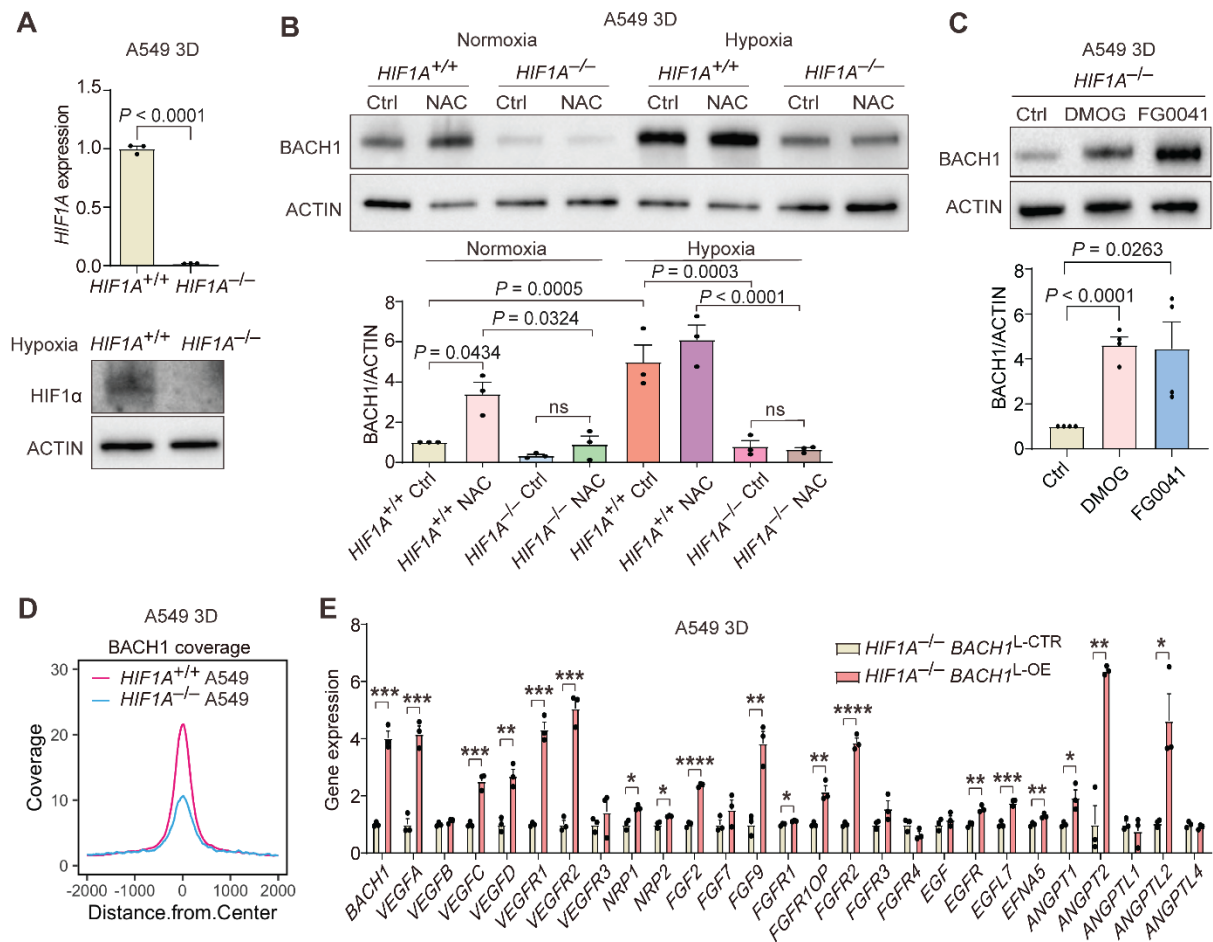 A
A549 3D
P < 0.0001
1.5
1.0
0.5
0.0
HIF1A expression
HIF1A+/+ HIF1A−/−
Hypoxia HIF1A+/+ HIF1A−/−
HIF1α
ACTIN
B
A549 3D
Normoxia Hypoxia
HIF1A+/+ HIF1A−/− HIF1A+/+ HIF1A−/−
Ctrl NAC Ctrl NAC Ctrl NAC Ctrl NAC
BACH1
ACTIN
Normoxia Hypoxia
P = 0.0003
P = 0.0005
P < 0.0001
P = 0.0324
P = 0.0434
ns
ns
8
6
4
2
0
BACH1/ACTIN
HIF1A+/+ Ctrl
HIF1A+/+ NAC
HIF1A−/− Ctrl
HIF1A−/− NAC
HIF1A+/+ Ctrl
HIF1A+/+ NAC
HIF1A−/− Ctrl
HIF1A−/− NAC
C
A549 3D
HIF1A−/−
Ctrl DMOG FG0041
BACH1
ACTIN
P = 0.0263
P < 0.0001
8
6
4
2
0
BACH1/ACTIN
Ctrl
DMOG
FG0041
D
A549 3D
BACH1 coverage
HIF1A+/+ A549
HIF1A−/− A549
30
20
10
0
Coverage
-2000 -1000 0 1000 2000
Distance.from.Center
E
A549 3D
HIF1A−/− BACH1L-CTR
HIF1A−/− BACH1L-OE
8
6
4
2
0
Gene expression
*** *** *** ** *** *** * * **** ** * ** **** ** *** ** * ** *
BACH1
VEGFA
VEGFB
VEGFC
VEGFD
VEGFR1
VEGFR2
VEGFR3
NRP1
NRP2
FGF2
FGF7
FGF9
FGFR1
FGFR1OP
FGFR2
FGFR3
FGFR4
EGF
EGFR
EGFL7
EFNA5
ANGPT1
ANGPT2
ANGPTL1
ANGPTL2
ANGPTL4